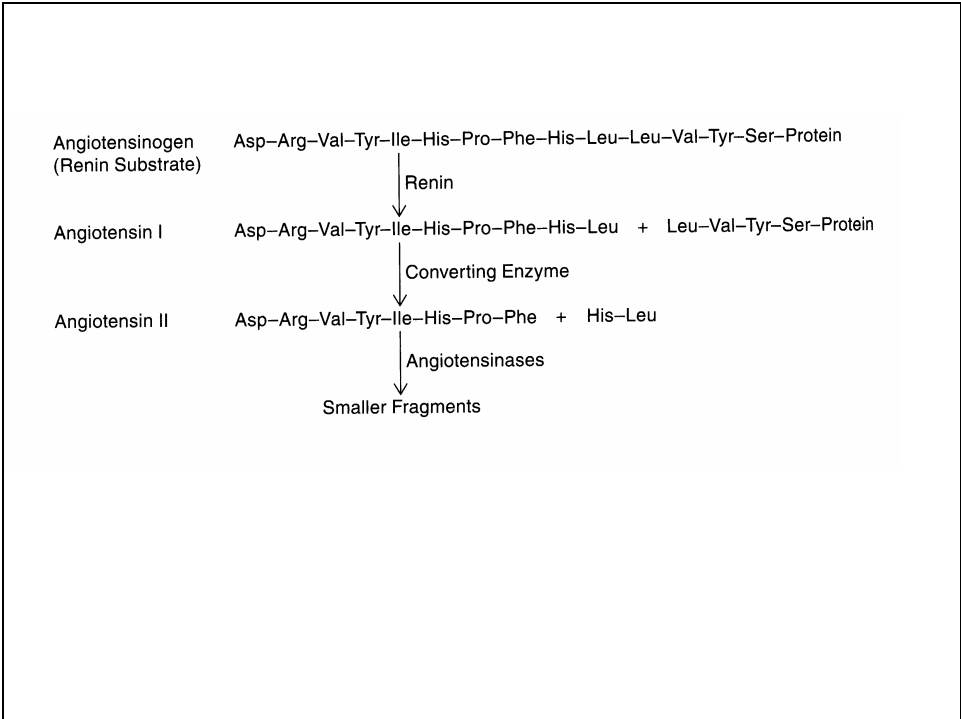 Angiotensinogen Asp–Arg–Val–Tyr–Ile–His–Pro–Phe–His–Leu–Leu–Val–Tyr–Ser–Protein
(Renin Substrate)
Renin
Angiotensin I Asp–Arg–Val–Tyr–Ile–His–Pro–Phe–His–Leu + Leu–Val–Tyr–Ser–Protein
Converting Enzyme
Angiotensin II Asp–Arg–Val–Tyr–Ile–His–Pro–Phe + His–Leu
Angiotensinases
Smaller Fragments